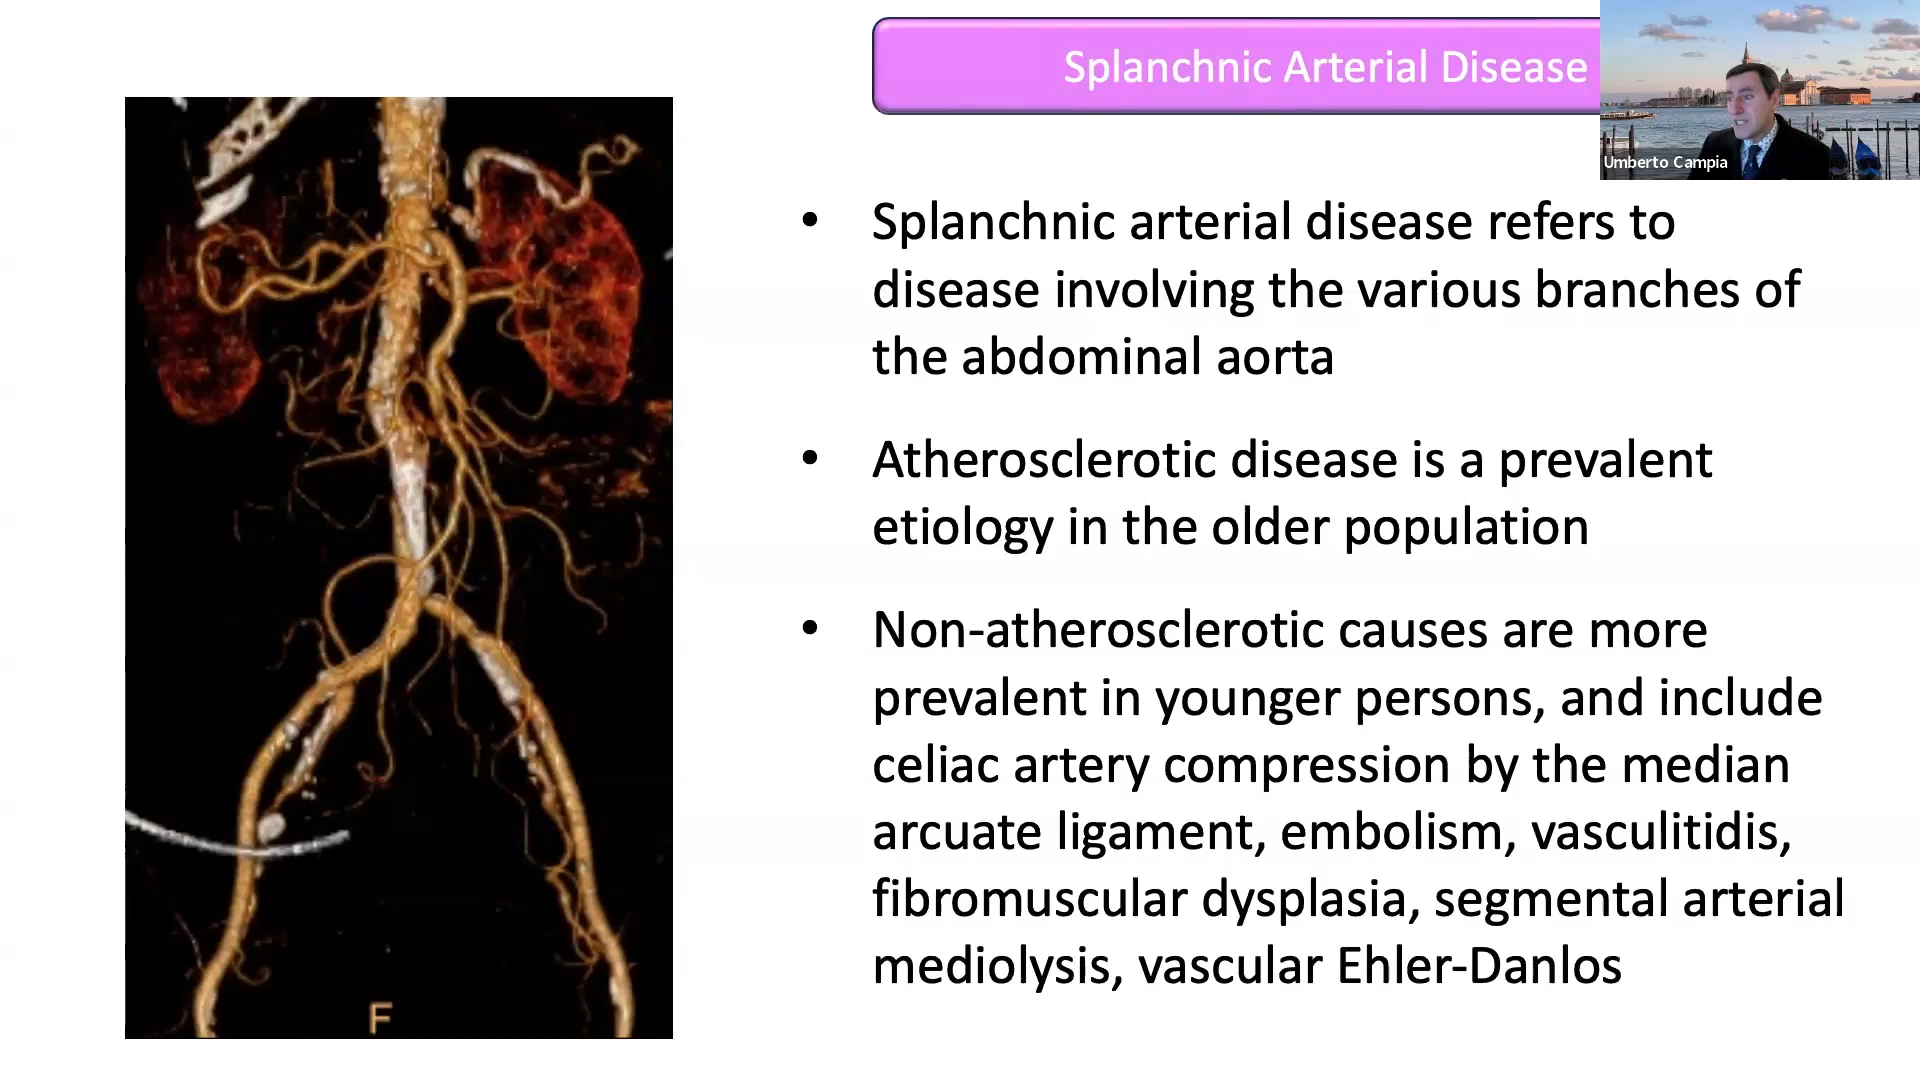 Splanchnic Arterial Disease
Umberto Campia
• Splanchnic arterial disease refers to
disease involving the various branches of
the abdominal aorta
• Atherosclerotic disease is a prevalent
etiology in the older population
• Non-atherosclerotic causes are more
prevalent in younger persons, and include
celiac artery compression by the median
arcuate ligament, embolism, vasculitidis,
fibromuscular dysplasia, segmental arterial
mediolysis, vascular Ehler-Danlos
F